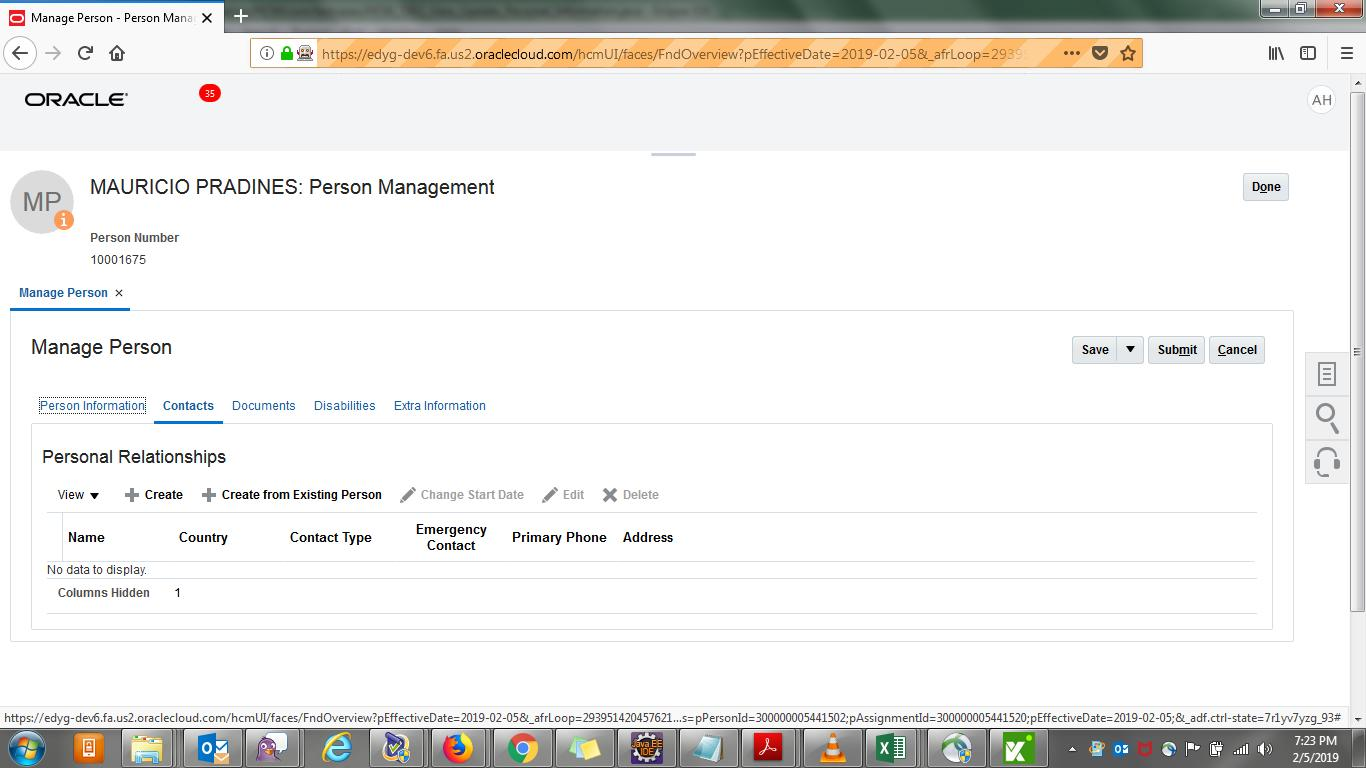 Manage Person - Person Mana
https://edyg-dev6.fa.us2.oraclecloud.com/hcmUI/faces/FndOverview?pEffectiveDate=2019-02-05&_afrLoop=29395
ORACLE
35
AH
MP
MAURICIO PRADINES: Person Management
Done
Person Number
10001675
Manage Person
Manage Person
Save
Submit
Cancel
Person Information
Contacts
Documents
Disabilities
Extra Information
Personal Relationships
View
Create
Create from Existing Person
Change Start Date
Edit
Delete
Name
Country
Contact Type
Emergency
Contact
Primary Phone
Address
No data to display.
Columns Hidden 1
https://edyg-dev6.fa.us2.oraclecloud.com/hcmUI/faces/FndOverview?pEffectiveDate=2019-02-05&_afrLoop=293951420457621...s=pPersonId=300000005441502;pAssignmentId=300000005441520;pEffectiveDate=2019-02-05;&_adf.ctrl-state=7r1yv7yzg_93#
Java EE
IDE
7:23 PM
2/5/2019